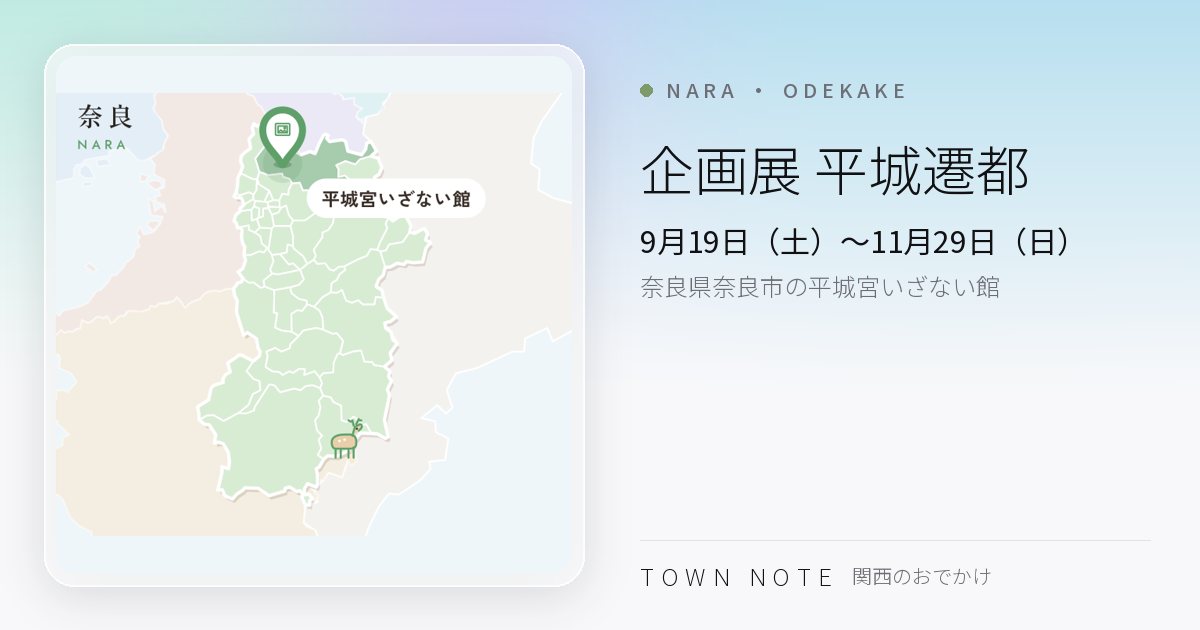 奈良
NARA
平城宮いざない館
NARA • ODEKAKE
企画展 平城遷都
9月19日（土）〜11月29日（日）
奈良県奈良市の平城宮いざない館
TOWN NOTE 関西のおでかけ